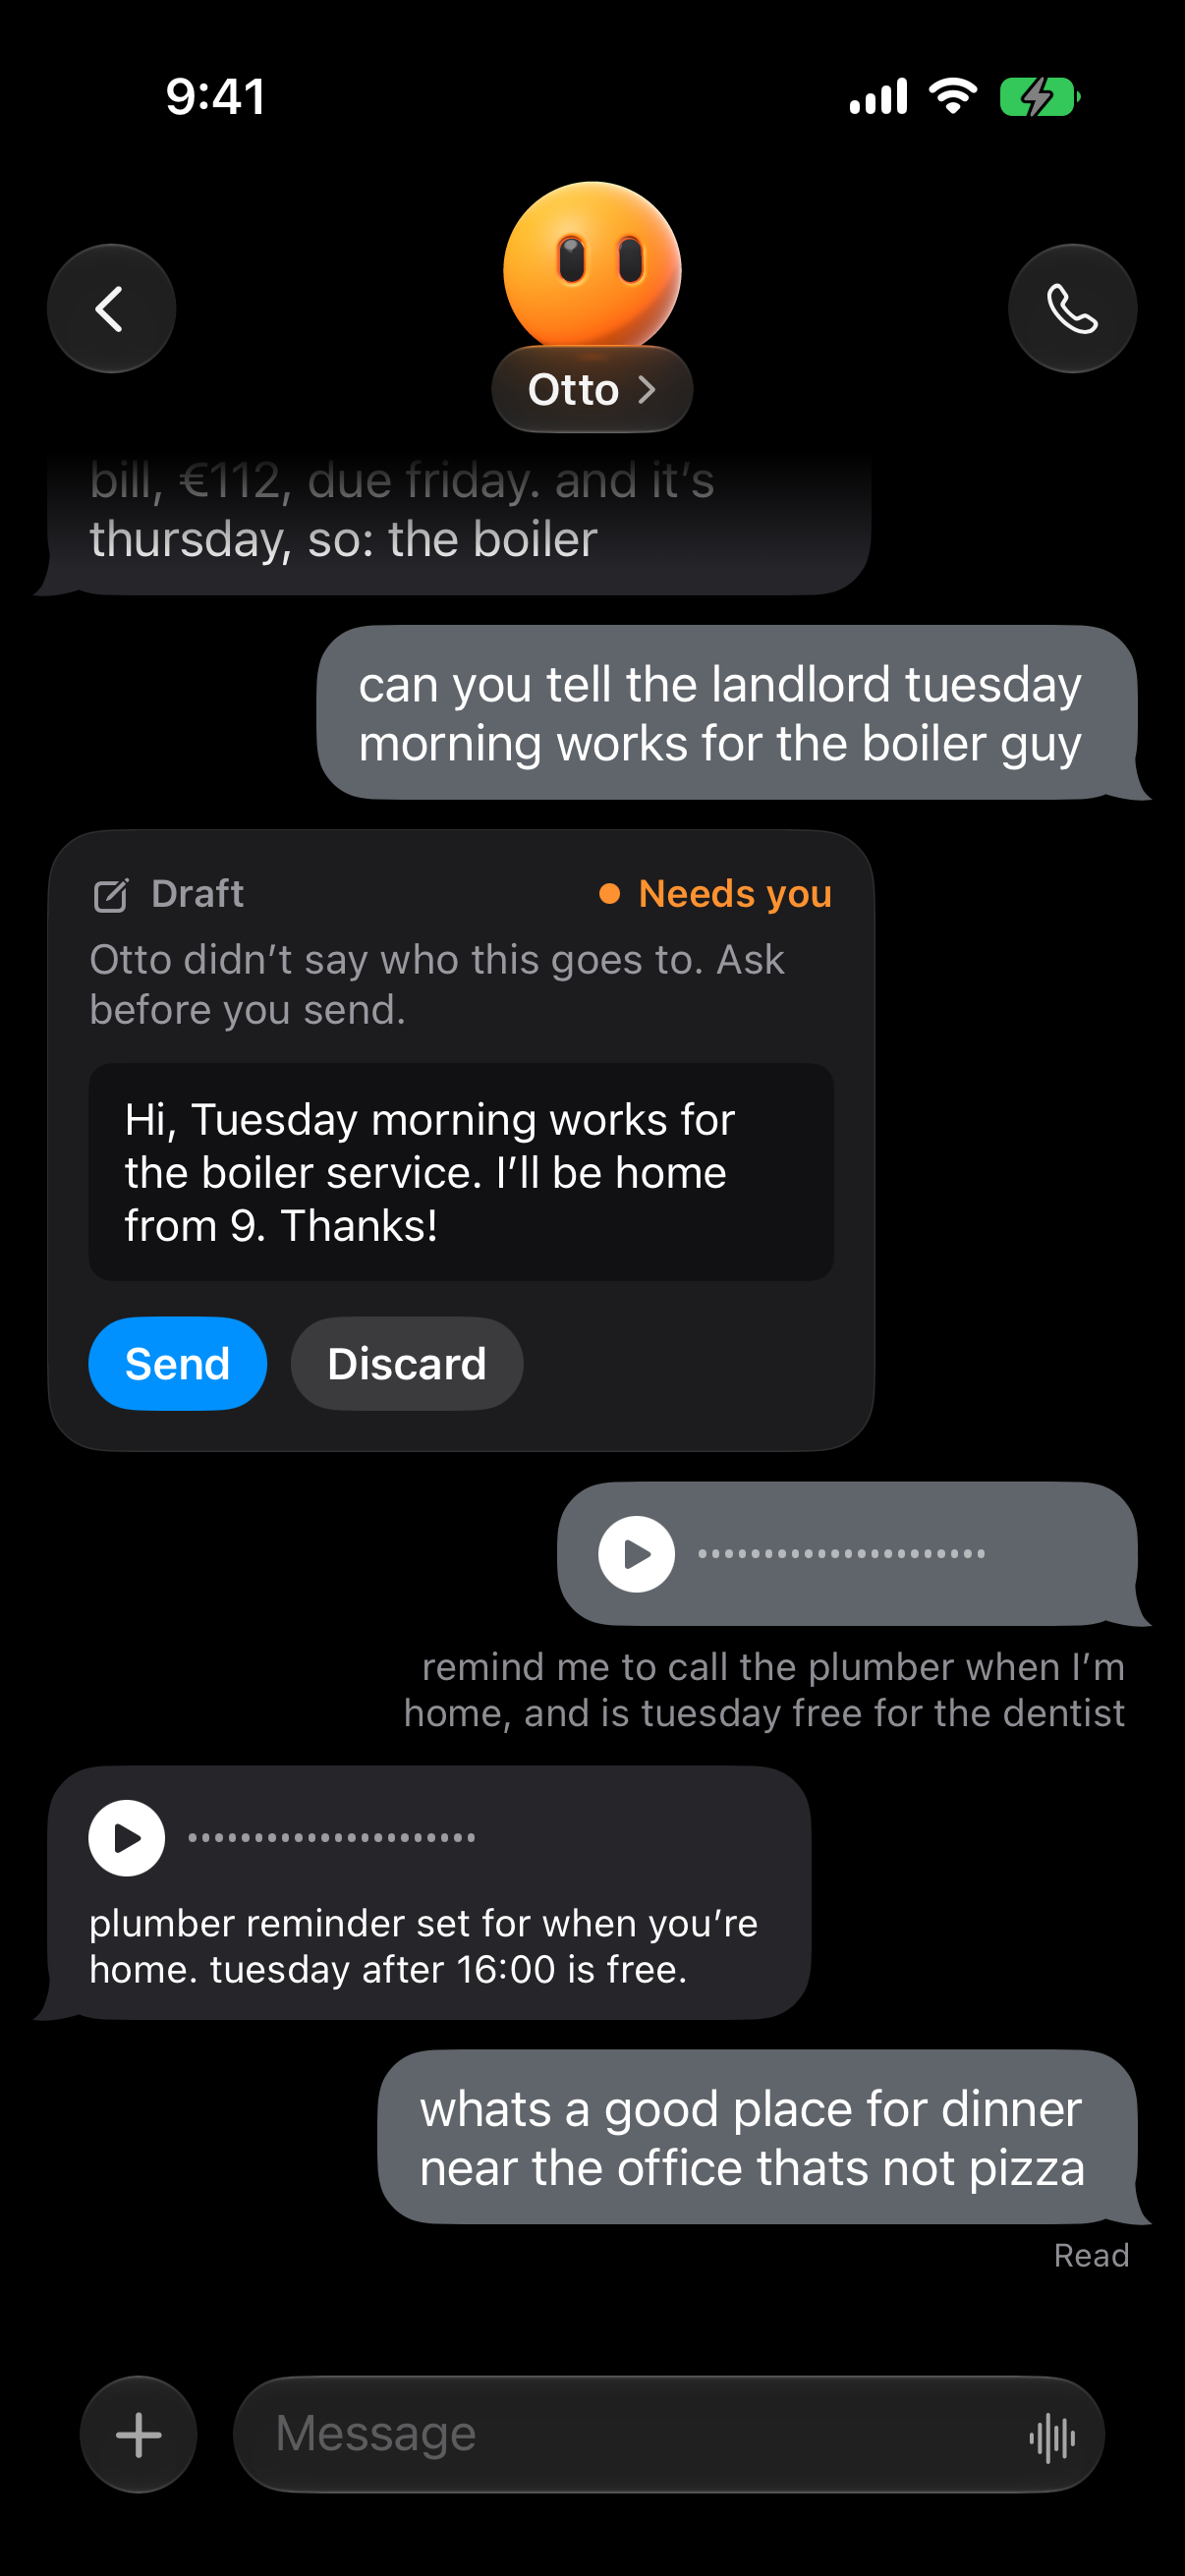 9:41
Otto
bill, €112, due friday. and it’s
thursday, so: the boiler
can you tell the landlord tuesday
morning works for the boiler guy
Draft
Needs you
Otto didn’t say who this goes to. Ask
before you send.
Hi, Tuesday morning works for
the boiler service. I’ll be home
from 9. Thanks!
Send
Discard
remind me to call the plumber when I’m
home, and is tuesday free for the dentist
plumber reminder set for when you’re
home. tuesday after 16:00 is free.
whats a good place for dinner
near the office thats not pizza
Read
Message